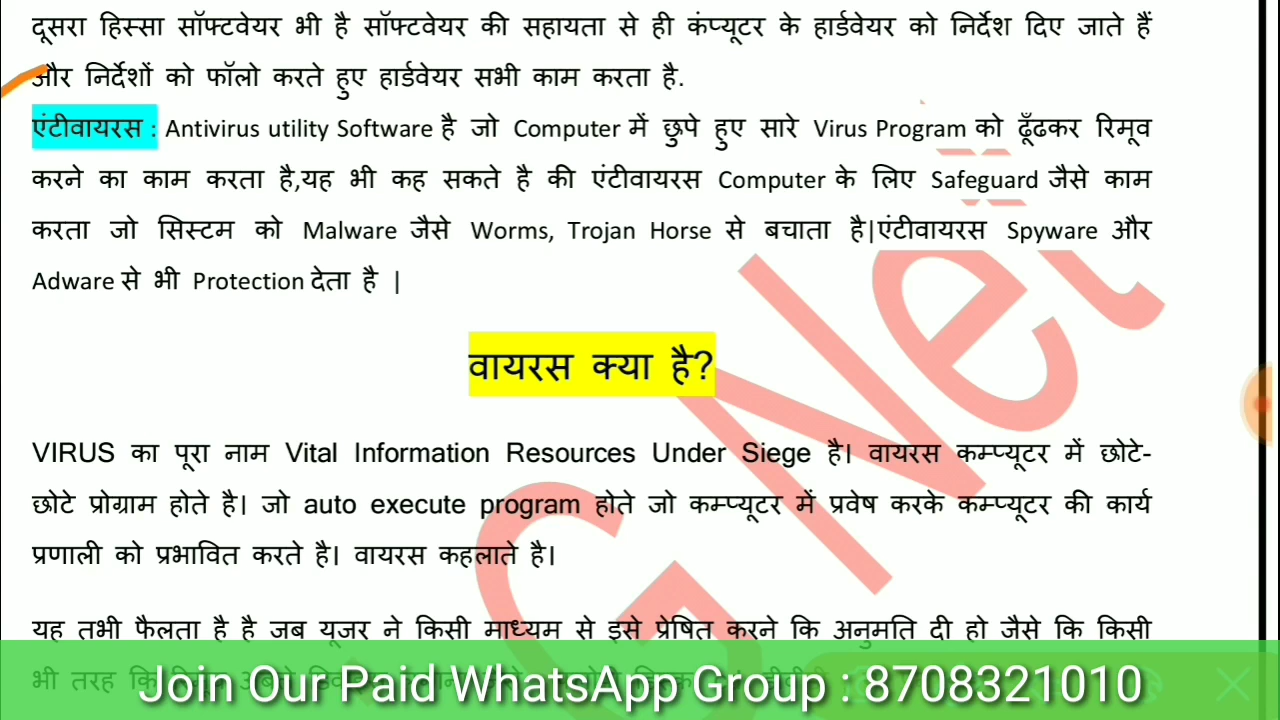 दूसरा हिस्सा सॉफ्टवेयर भी है सॉफ्टवेयर की सहायता से ही कंप्यूटर के हार्डवेयर को निर्देश दिए जाते हैं
और निर्देशों को फॉलो करते हुए हार्डवेयर सभी काम करता है.
एंटीवायरस : Antivirus utility Software है जो Computer में छुपे हुए सारे Virus Program को ढूँढकर रिमूव
करने का काम करता है,यह भी कह सकते है की एंटीवायरस Computer के लिए Safeguard जैसे काम
करता जो सिस्टम को Malware जैसे Worms, Trojan Horse से बचाता है|एंटीवायरस Spyware और
Adware से भी Protection देता है |
वायरस क्या है?
VIRUS का पूरा नाम Vital Information Resources Under Siege है। वायरस कम्प्यूटर में छोटे-
छोटे प्रोग्राम होते है। जो auto execute program होते जो कम्प्यूटर में प्रवेष करके कम्प्यूटर की कार्य
प्रणाली को प्रभावित करते है। वायरस कहलाते है।
यह तभी फैलता है है जब यूजर ने किसी माध्यम से इसे प्रेषित करने कि अनुमति दी हो जैसे कि किसी
भी तरह
Join Our Paid WhatsApp Group : 8708321010
G Net